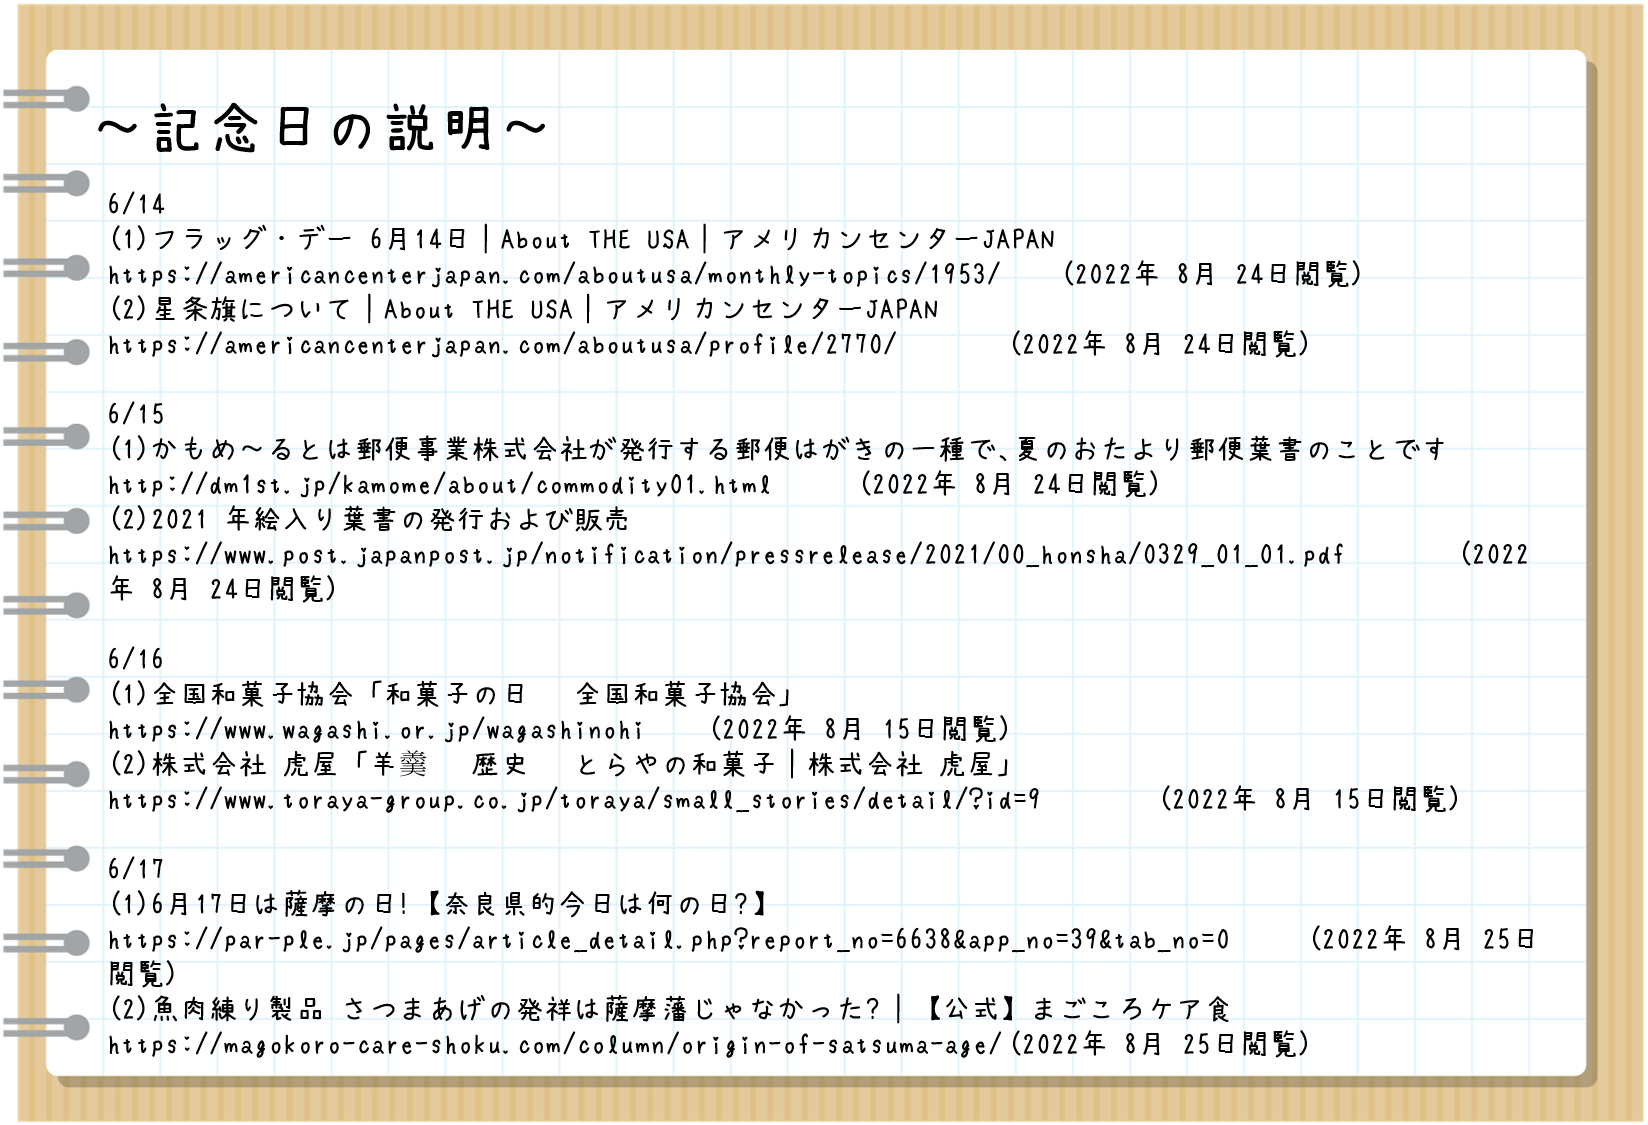 ～記念日の説明～
6/14
(1)フラッグ・デー 6月14日｜About THE USA｜アメリカンセンターJAPAN
https://americancenterjapan.com/aboutusa/monthly-topics/1953/ (2022年 8月 24日閲覧)
(2)星条旗について｜About THE USA｜アメリカンセンターJAPAN
https://americancenterjapan.com/aboutusa/profile/2770/ (2022年 8月 24日閲覧)
6/15
(1)かもめ～るとは郵便事業株式会社が発行する郵便はがきの一種で、夏のおたより郵便葉書のことです
http://dm1st.jp/kamome/about/commodity01.html (2022年 8月 24日閲覧)
(2)2021 年絵入り葉書の発行および販売
https://www.post.japanpost.jp/notification/pressrelease/2021/00_honsha/0329_01_01.pdf (2022
年 8月 24日閲覧)
6/16
(1)全国和菓子協会「和菓子の日 全国和菓子協会」
https://www.wagashi.or.jp/wagashinohi (2022年 8月 15日閲覧)
(2)株式会社 虎屋「羊羹 歴史 とらやの和菓子｜株式会社 虎屋」
https://www.toraya-group.co.jp/toraya/small_stories/detail/?id=9 (2022年 8月 15日閲覧)
6/17
(1)6月17日は薩摩の日!【奈良県的今日は何の日?】
https://par-ple.jp/pages/article_detail.php?report_no=6638&app_no=39&tab_no=0 (2022年 8月 25日
閲覧)
(2)魚肉練り製品 さつまあげの発祥は薩摩藩じゃなかった?｜【公式】まごころケア食
https://magokoro-care-shoku.com/column/origin-of-satsuma-age/(2022年 8月 25日閲覧)